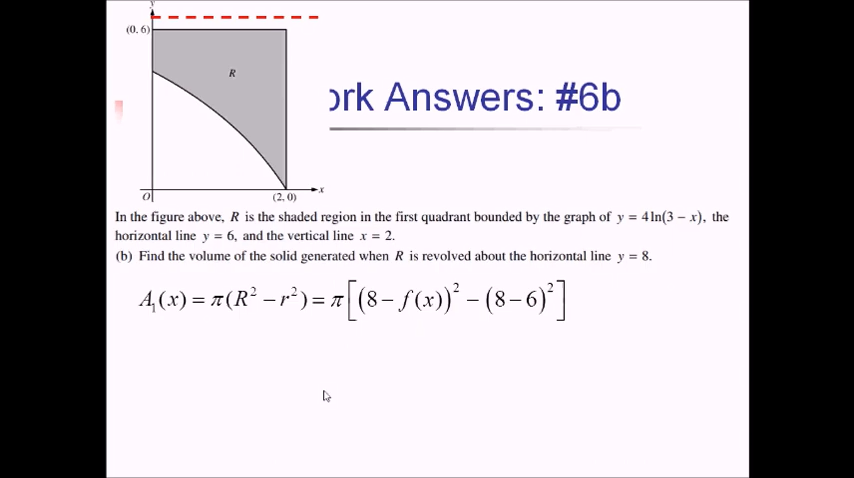 y
(0, 6)
R
ork Answers: #6b
O
(2, 0)
x
In the figure above, R is the shaded region in the first quadrant bounded by the graph of y = 4 ln(3 − x), the
horizontal line y = 6, and the vertical line x = 2.
(b) Find the volume of the solid generated when R is revolved about the horizontal line y = 8.
A₁(x) = π(R² − r²) = π[(8 − f(x))² − (8 − 6)²]